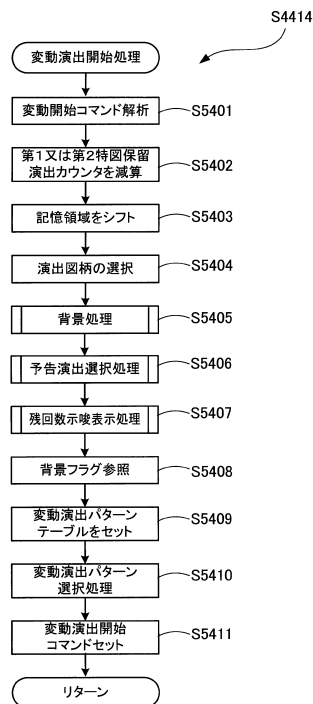 S4414
変動演出開始処理
変動開始コマンド解析
S5401
第1又は第2特図保留
演出カウンタを減算
S5402
記憶領域をシフト
S5403
演出図柄の選択
S5404
背景処理
S5405
予告演出選択処理
S5406
残回数示唆表示処理
S5407
背景フラグ参照
S5408
変動演出パターン
テーブルをセット
S5409
変動演出パターン
選択処理
S5410
変動演出開始
コマンドセット
S5411
リターン